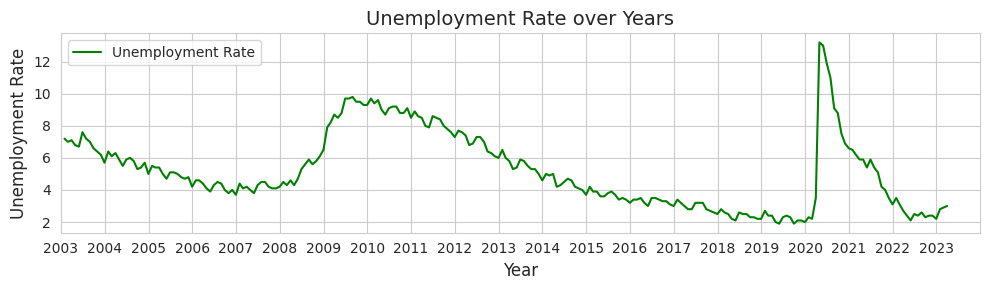 Unemployment Rate over Years
Unemployment Rate
Unemployment Rate
12
10
8
6
4
2
2003 2004 2005 2006 2007 2008 2009 2010 2011 2012 2013 2014 2015 2016 2017 2018 2019 2020 2021 2022 2023
Year